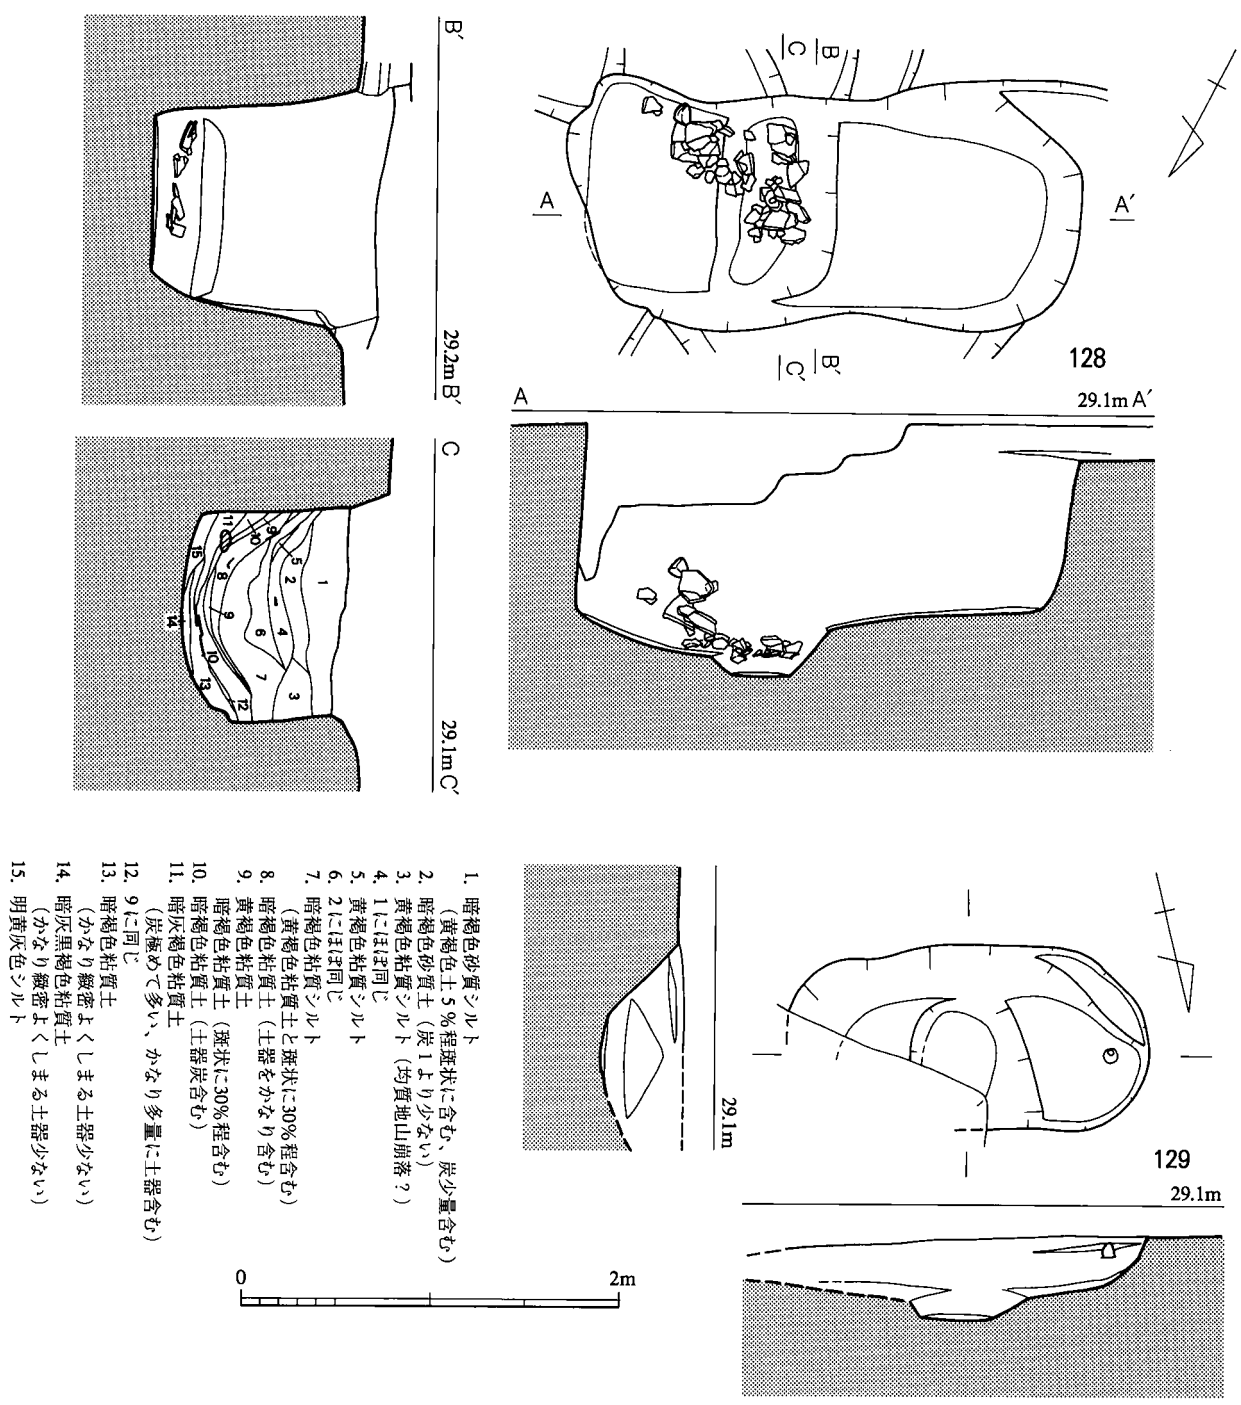 B′
29.2m B′
B
C
A
A′
B′
C′
128
A
29.1m A′
C
29.1m C′
1
2
3
4
5
6
7
8
9
9
10
10
11
12
13
14
15
1. 暗褐色砂質シルト
(黄褐色土5%程斑状に含む、炭少量含む)
2. 暗褐色砂質土(炭1より少ない)
3. 黄褐色粘質シルト(均質地山崩落?)
4. 1にほぼ同じ
5. 黄褐色粘質シルト
6. 2にほぼ同じ
7. 暗褐色粘質シルト
(黄褐色粘質土と斑状に30%程含む)
8. 暗褐色粘質土(土器をかなり含む)
9. 黄褐色粘質土
暗褐色粘質土(斑状に30%程含む)
10. 暗褐色粘質土(土器炭含む)
11. 暗灰褐色粘質土
(炭極めて多い、かなり多量に土器含む)
12. 9に同じ
13. 暗褐色粘質土
(かなり緻密よくしまる土器少ない)
14. 暗灰黒褐色粘質土
(かなり緻密よくしまる土器少ない)
15. 明黄灰色シルト
29.1m
129
29.1m
0 2m